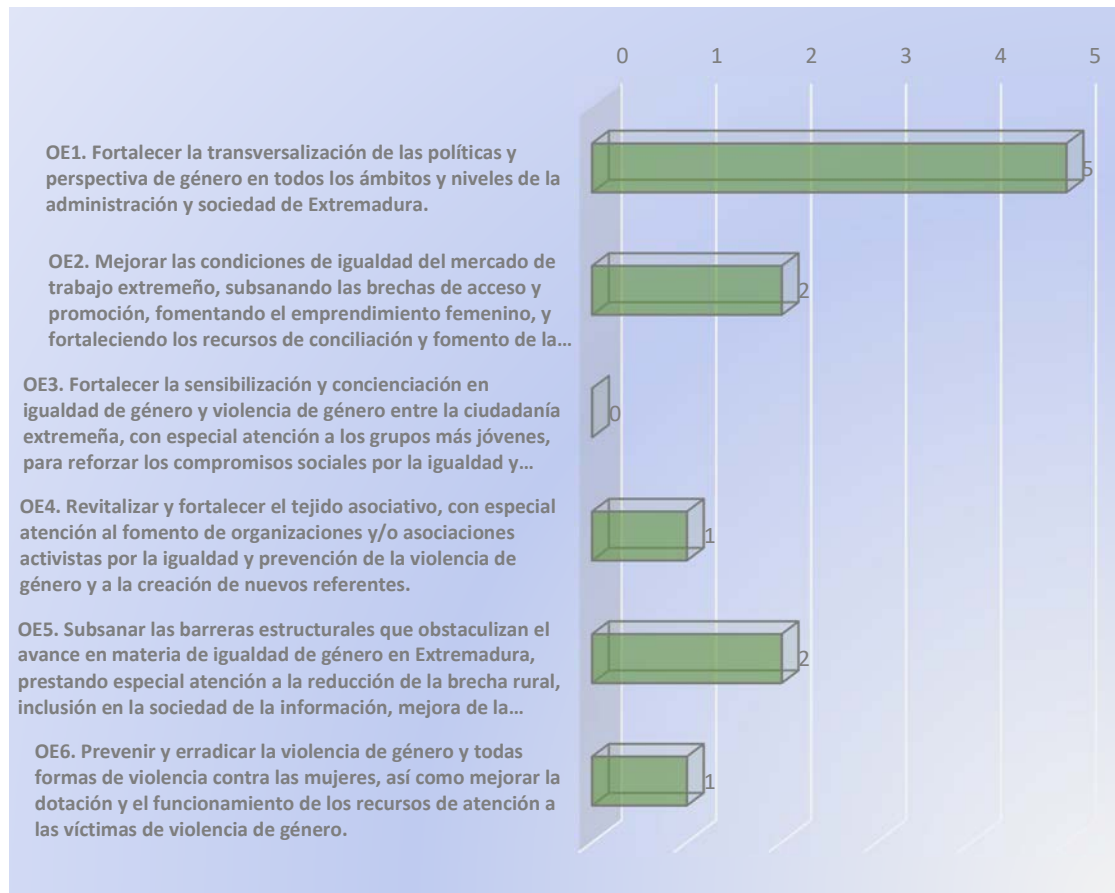 0 1 2 3 4 5
OE1. Fortalecer la transversalización de las políticas y
perspectiva de género en todos los ámbitos y niveles de la
administración y sociedad de Extremadura.
5
OE2. Mejorar las condiciones de igualdad del mercado de
trabajo extremeño, subsanando las brechas de acceso y
promoción, fomentando el emprendimiento femenino, y
fortaleciendo los recursos de conciliación y fomento de la…
2
OE3. Fortalecer la sensibilización y concienciación en
igualdad de género y violencia de género entre la ciudadanía
extremeña, con especial atención a los grupos más jóvenes,
para reforzar los compromisos sociales por la igualdad y…
0
OE4. Revitalizar y fortalecer el tejido asociativo, con especial
atención al fomento de organizaciones y/o asociaciones
activistas por la igualdad y prevención de la violencia de
género y a la creación de nuevos referentes.
1
OE5. Subsanar las barreras estructurales que obstaculizan el
avance en materia de igualdad de género en Extremadura,
prestando especial atención a la reducción de la brecha rural,
inclusión en la sociedad de la información, mejora de la…
2
OE6. Prevenir y erradicar la violencia de género y todas
formas de violencia contra las mujeres, así como mejorar la
dotación y el funcionamiento de los recursos de atención a
las víctimas de violencia de género.
1